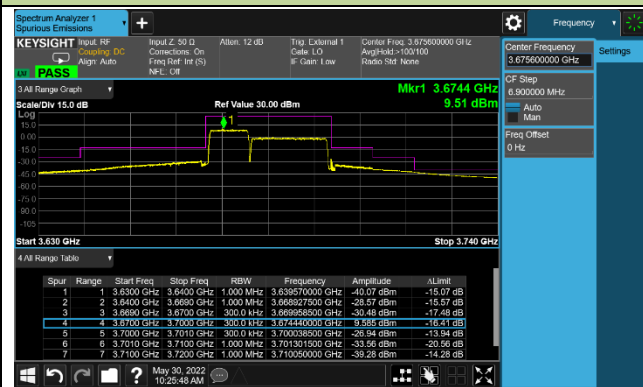 Spectrum Analyzer 1
Spurious Emissions
Frequency
KEYSIGHT Input: RF
Coupling: DC
Align: Auto
Input Z: 50 Ω
Corrections: On
Freq Ref: Int (S)
NFE: Off
Atten: 12 dB
Trig: External 1
Gate: LO
IF Gain: Low
Center Freq: 3.675600000 GHz
Avg|Hold:>100/100
Radio Std: None
PASS
Center Frequency
3.675600000 GHz
Settings
CF Step
6.900000 MHz
Auto
Man
Freq Offset
0 Hz
3 All Range Graph
Mkr1 3.6744 GHz
9.51 dBm
Scale/Div 15.0 dB
Ref Value 30.00 dBm
Log
15.0
0.00
-15.0
-30.0
-45.0
-60.0
-75.0
-90.0
-105
1
Start 3.630 GHz
Stop 3.740 GHz
4 All Range Table
Spur Range Start Freq Stop Freq RBW Frequency Amplitude ΔLimit
1 1 3.6300 GHz 3.6400 GHz 1.000 MHz 3.639570000 GHz -40.07 dBm -15.07 dB
2 2 3.6400 GHz 3.6690 GHz 1.000 MHz 3.668927500 GHz -28.57 dBm -15.57 dB
3 3 3.6690 GHz 3.6700 GHz 300.0 kHz 3.669958500 GHz -30.48 dBm -17.48 dB
4 4 3.6700 GHz 3.7000 GHz 300.0 kHz 3.674440000 GHz 9.585 dBm -16.41 dB
5 5 3.7000 GHz 3.7010 GHz 300.0 kHz 3.700038500 GHz -26.94 dBm -13.94 dB
6 6 3.7010 GHz 3.7100 GHz 1.000 MHz 3.701301500 GHz -33.56 dBm -20.56 dB
7 7 3.7100 GHz 3.7200 GHz 1.000 MHz 3.710050000 GHz -39.28 dBm -14.28 dB
May 30, 2022
10:25:48 AM